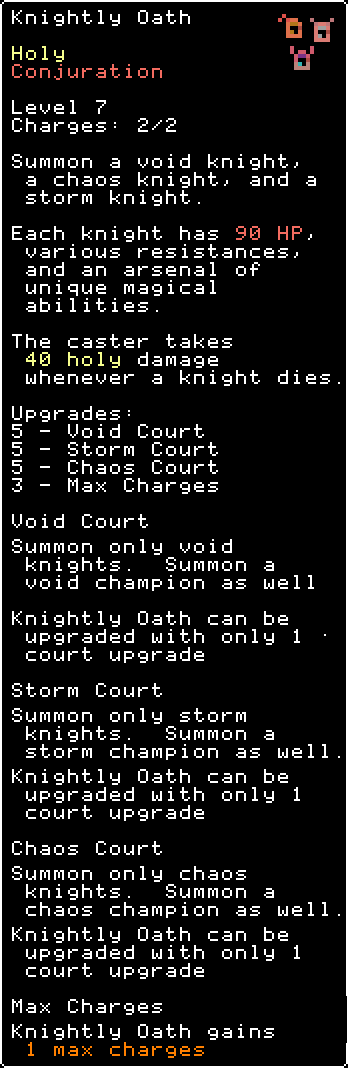 Knightly Oath
Holy
Conjuration
Level 7
Charges: 2/2
Summon a void knight,
a chaos knight, and a
storm knight.
Each knight has 90 HP,
various resistances,
and an arsenal of
unique magical
abilities.
The caster takes
40 holy damage
whenever a knight dies.
Upgrades:
5 - Void Court
5 - Storm Court
5 - Chaos Court
3 - Max Charges
Void Court
Summon only void
knights.  Summon a
void champion as well
Knightly Oath can be
upgraded with only 1
court upgrade
Storm Court
Summon only storm
knights.  Summon a
storm champion as well.
Knightly Oath can be
upgraded with only 1
court upgrade
Chaos Court
Summon only chaos
knights.  Summon a
chaos champion as well.
Knightly Oath can be
upgraded with only 1
court upgrade
Max Charges
Knightly Oath gains
1 max charges